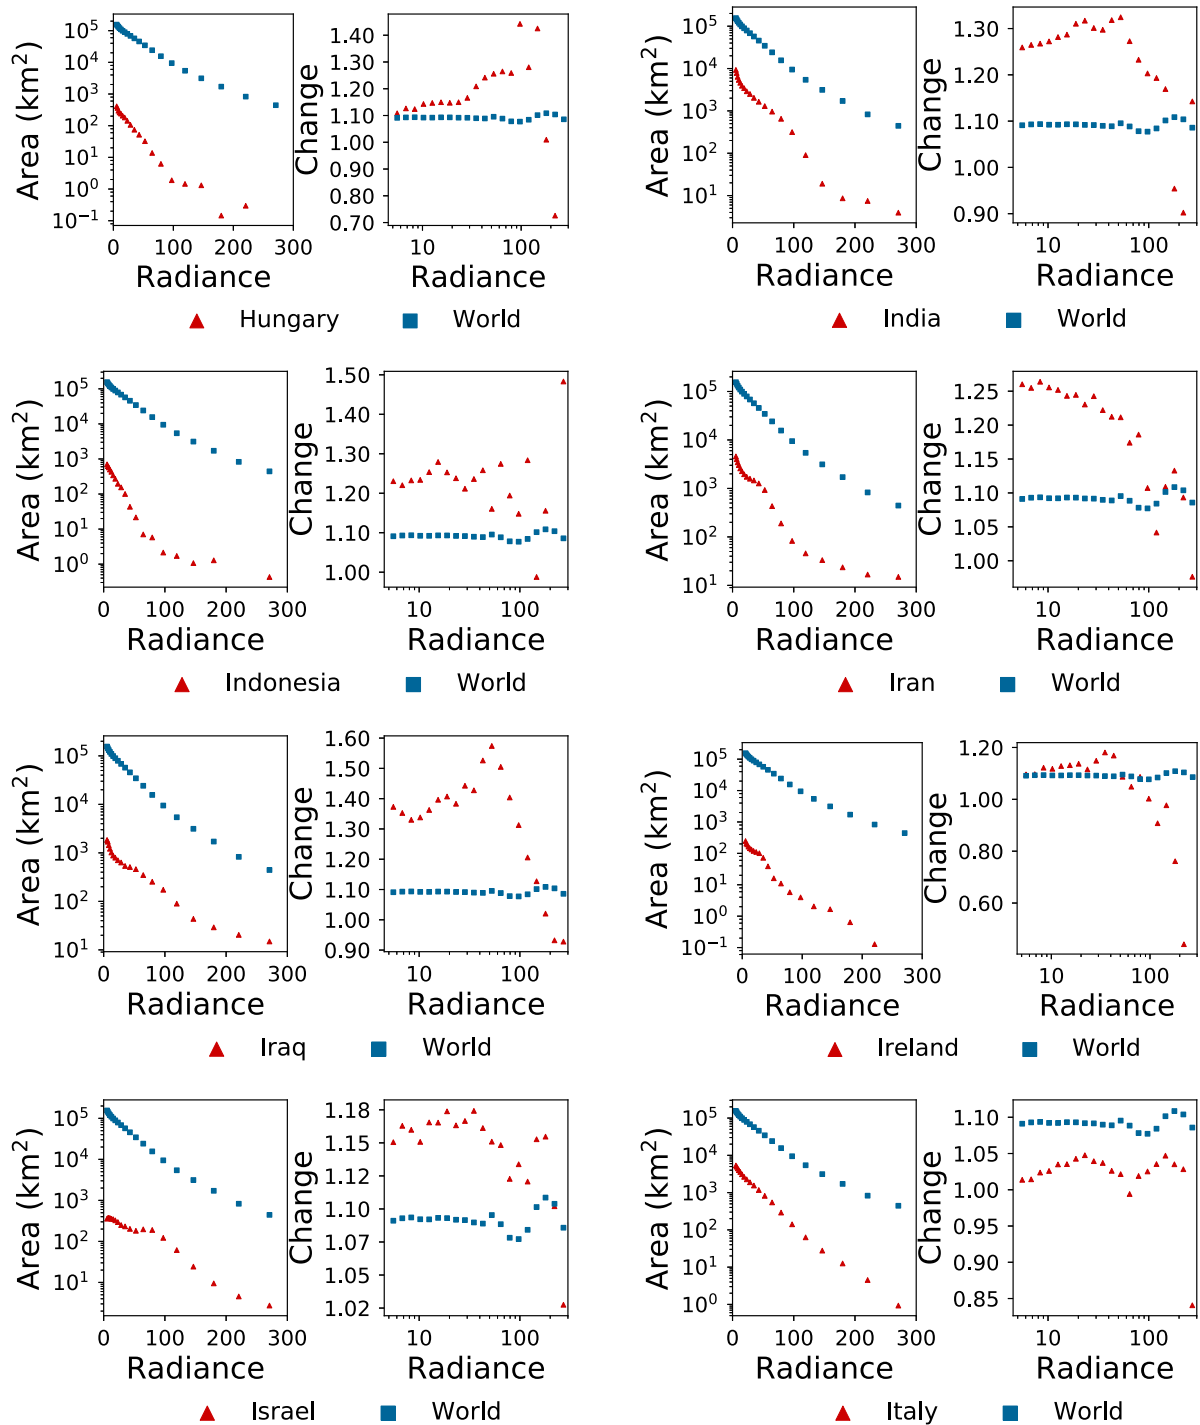 Area (km²)
10⁵
10⁴
10³
10²
10¹
10⁰
10⁻¹
0 100 200 300
Radiance
Change
1.40
1.30
1.20
1.10
1.00
0.90
0.80
0.70
10 100
Radiance
Hungary World
Area (km²)
10⁵
10⁴
10³
10²
10¹
0 100 200 300
Radiance
Change
1.30
1.20
1.10
1.00
0.90
10 100
Radiance
India World
Area (km²)
10⁵
10⁴
10³
10²
10¹
10⁰
0 100 200 300
Radiance
Change
1.50
1.40
1.30
1.20
1.10
1.00
10 100
Radiance
Indonesia World
Area (km²)
10⁵
10⁴
10³
10²
10¹
0 100 200 300
Radiance
Change
1.25
1.20
1.15
1.10
1.05
1.00
10 100
Radiance
Iran World
Area (km²)
10⁵
10⁴
10³
10²
10¹
0 100 200 300
Radiance
Change
1.60
1.50
1.40
1.30
1.20
1.10
1.00
0.90
10 100
Radiance
Iraq World
Area (km²)
10⁵
10⁴
10³
10²
10¹
10⁰
10⁻¹
0 100 200 300
Radiance
Change
1.20
1.00
0.80
0.60
10 100
Radiance
Ireland World
Area (km²)
10⁵
10⁴
10³
10²
10¹
0 100 200 300
Radiance
Change
1.18
1.15
1.12
1.10
1.07
1.05
1.02
10 100
Radiance
Israel World
Area (km²)
10⁵
10⁴
10³
10²
10¹
10⁰
0 100 200 300
Radiance
Change
1.10
1.05
1.00
0.95
0.90
0.85
10 100
Radiance
Italy World